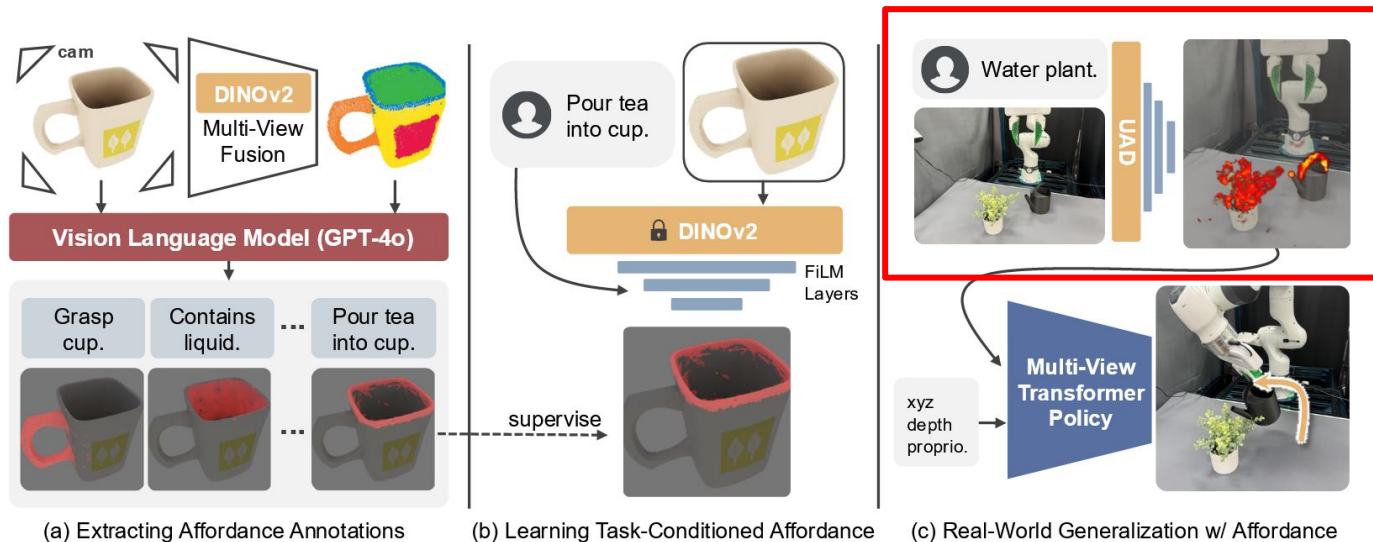 cam
DINOv2
Multi-View
Fusion
Vision Language Model (GPT-4o)
Grasp
cup.
Contains
liquid.
...
Pour tea
into cup.
...
(a) Extracting Affordance Annotations
Pour tea
into cup.
DINOv2
FiLM
Layers
supervise
(b) Learning Task-Conditioned Affordance
Water plant.
UAD
Multi-View
Transformer
Policy
xyz
depth
proprio.
(c) Real-World Generalization w/ Affordance